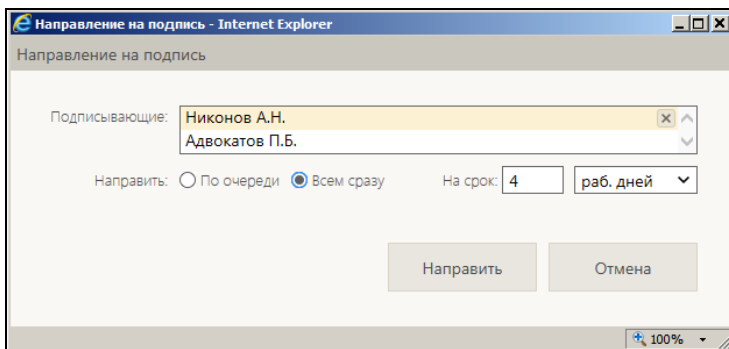 Направление на подпись - Internet Explorer
Направление на подпись
Подписывающие: Никонов А.Н.
Адвокатов П.Б.
Направить: По очереди Всем сразу На срок: 4 раб. дней
Направить Отмена
100%